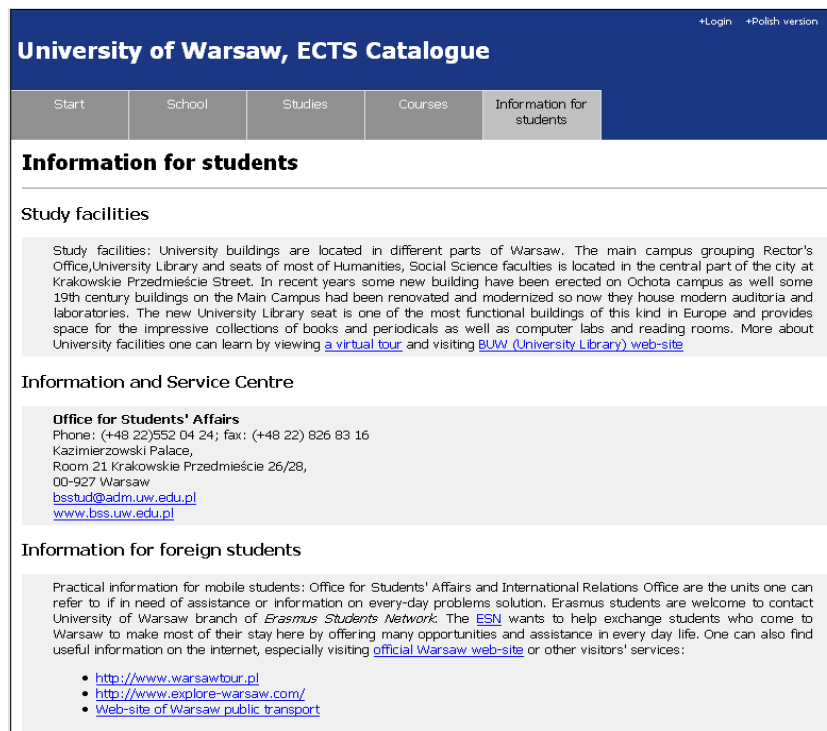 +Login +Polish version
University of Warsaw, ECTS Catalogue
Start School Studies Courses Information for students
Information for students
Study facilities
Study facilities: University buildings are located in different parts of Warsaw. The main campus grouping Rector's
Office,University Library and seats of most of Humanities, Social Science faculties is located in the central part of the city at
Krakowskie Przedmieście Street. In recent years some new building have been erected on Ochota campus as well some
19th century buildings on the Main Campus had been renovated and modernized so now they house modern auditoria and
laboratories. The new University Library seat is one of the most functional buildings of this kind in Europe and provides
space for the impressive collections of books and periodicals as well as computer labs and reading rooms. More about
University facilities one can learn by viewing a virtual tour and visiting BUW (University Library) web-site
Information and Service Centre
Office for Students' Affairs
Phone: (+48 22)552 04 24; fax: (+48 22) 826 83 16
Kazimierzowski Palace,
Room 21 Krakowskie Przedmieście 26/28,
00-927 Warsaw
bsstud@adm.uw.edu.pl
www.bss.uw.edu.pl
Information for foreign students
Practical information for mobile students: Office for Students' Affairs and International Relations Office are the units one can
refer to if in need of assistance or information on every-day problems solution. Erasmus students are welcome to contact
University of Warsaw branch of Erasmus Students Network. The ESN wants to help exchange students who come to
Warsaw to make most of their stay here by offering many opportunities and assistance in every day life. One can also find
useful information on the internet, especially visiting official Warsaw web-site or other visitors' services:
• http://www.warsawtour.pl
• http://www.explore-warsaw.com/
• Web-site of Warsaw public transport